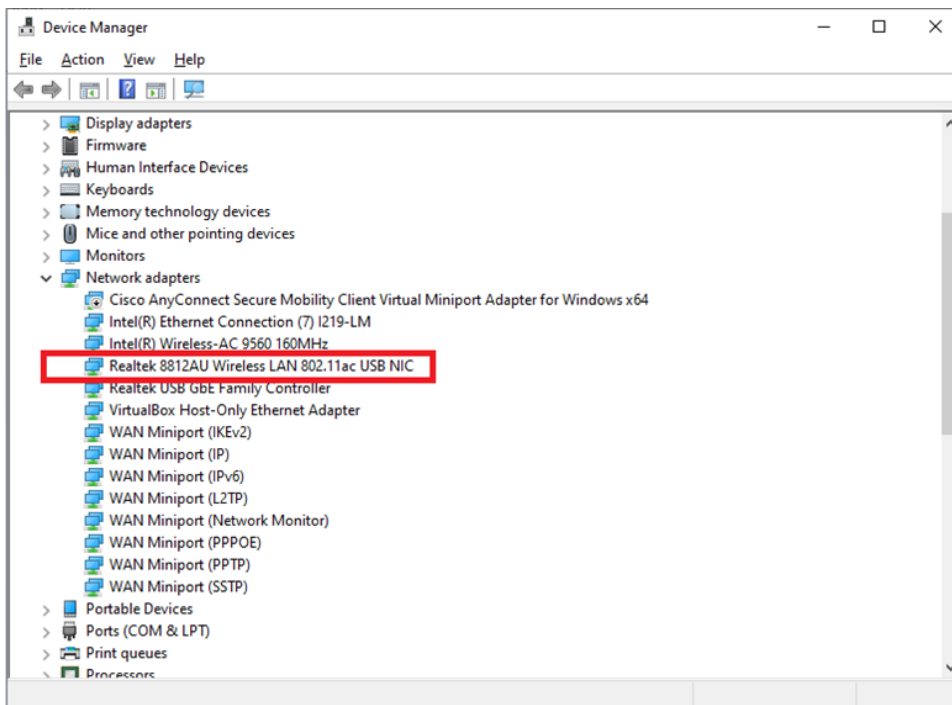 Device Manager
File Action View Help
Display adapters
Firmware
Human Interface Devices
Keyboards
Memory technology devices
Mice and other pointing devices
Monitors
Network adapters
Cisco AnyConnect Secure Mobility Client Virtual Miniport Adapter for Windows x64
Intel(R) Ethernet Connection (7) I219-LM
Intel(R) Wireless-AC 9560 160MHz
Realtek 8812AU Wireless LAN 802.11ac USB NIC
Realtek USB GbE Family Controller
VirtualBox Host-Only Ethernet Adapter
WAN Miniport (IKEv2)
WAN Miniport (IP)
WAN Miniport (IPv6)
WAN Miniport (L2TP)
WAN Miniport (Network Monitor)
WAN Miniport (PPPOE)
WAN Miniport (PPTP)
WAN Miniport (SSTP)
Portable Devices
Ports (COM & LPT)
Print queues
Processors